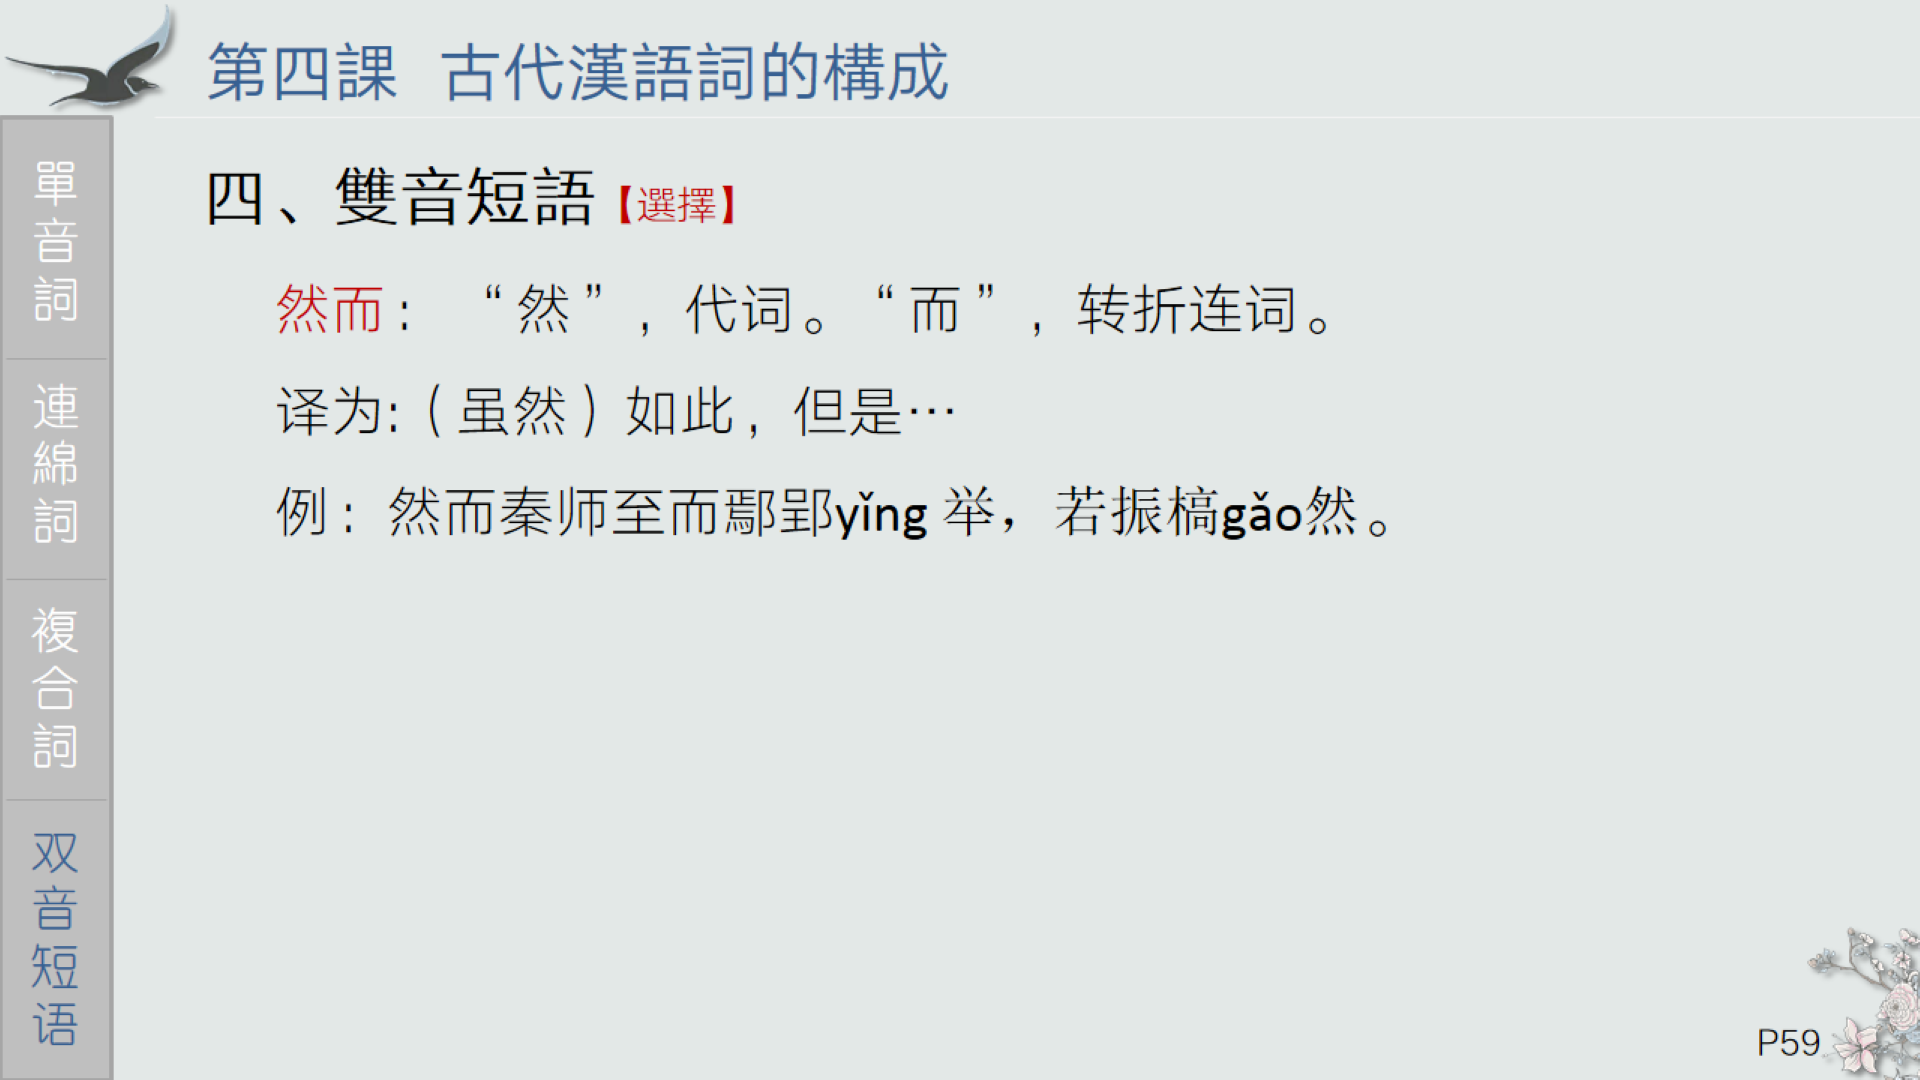 第四課 古代漢語詞的構成
單音詞
連綿詞
複合詞
双音短语
四、雙音短語【選擇】
然而：“然”，代词。“而”，转折连词。
译为:（虽然）如此，但是…
例：然而秦师至而鄢郢yǐng 举，若振槁gǎo然。
P59